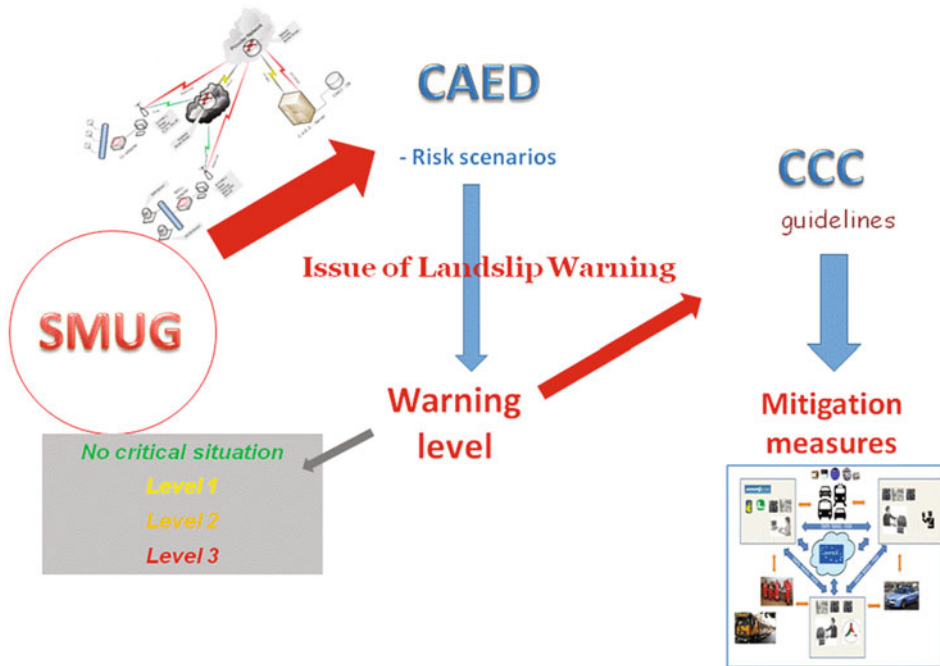 CAED
- Risk scenarios
CCC
guidelines
Issue of Landslip Warning
SMUG
Warning
level
Mitigation
measures
No critical situation
Level 1
Level 2
Level 3